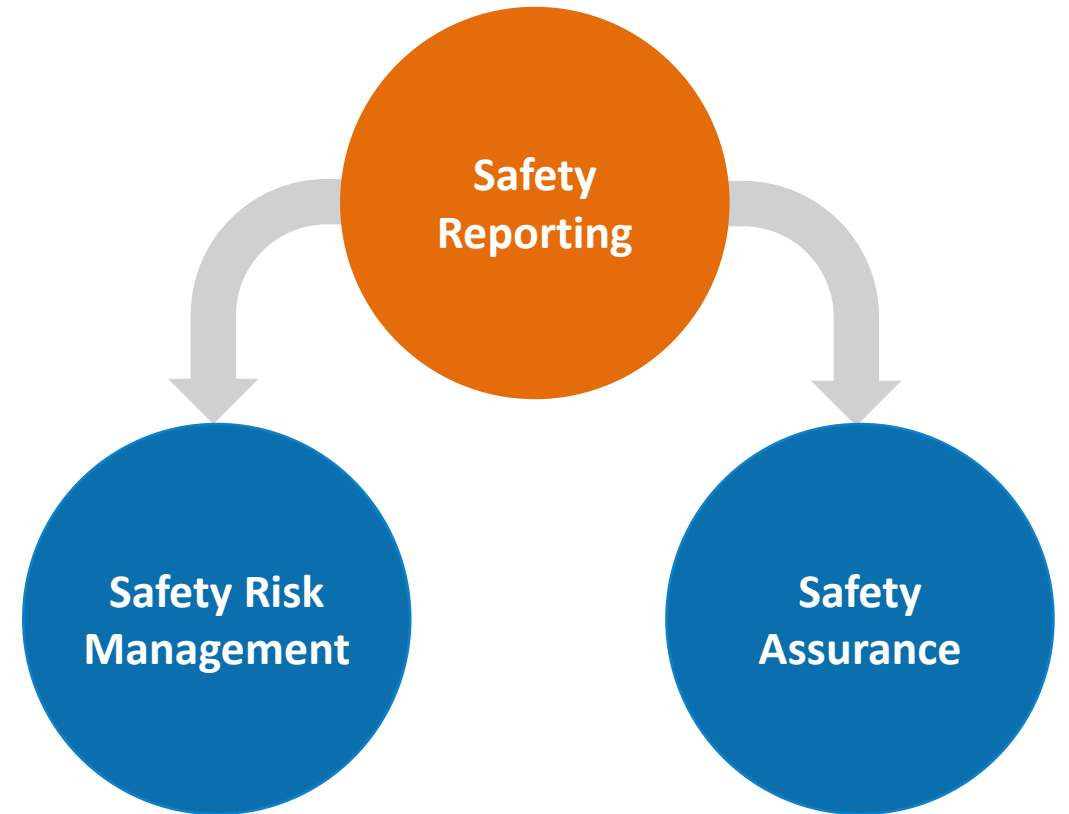 Safety
Reporting
Safety Risk
Management
Safety
Assurance